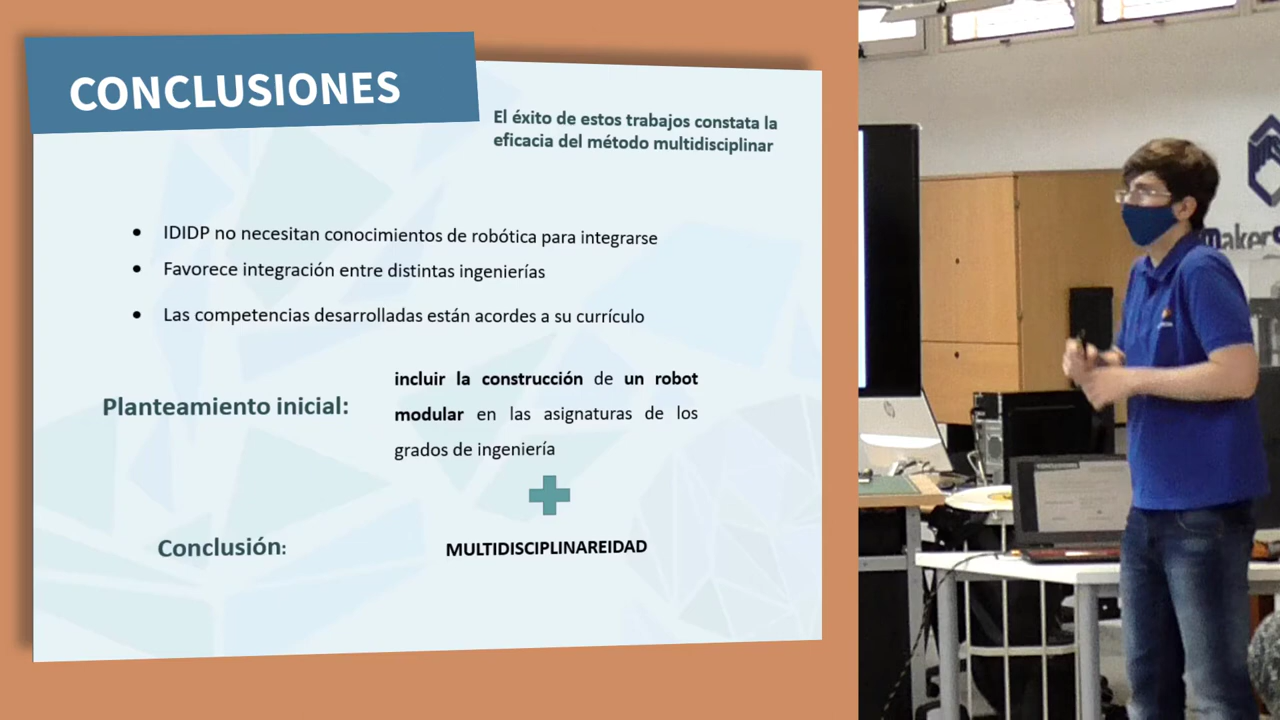 CONCLUSIONES
El éxito de estos trabajos constata la
eficacia del método multidisciplinar
• IDIDP no necesitan conocimientos de robótica para integrarse
• Favorece integración entre distintas ingenierías
• Las competencias desarrolladas están acordes a su currículo
Planteamiento inicial:
incluir la construcción de un robot
modular en las asignaturas de los
grados de ingeniería
Conclusión:
MULTIDISCIPLINAREIDAD